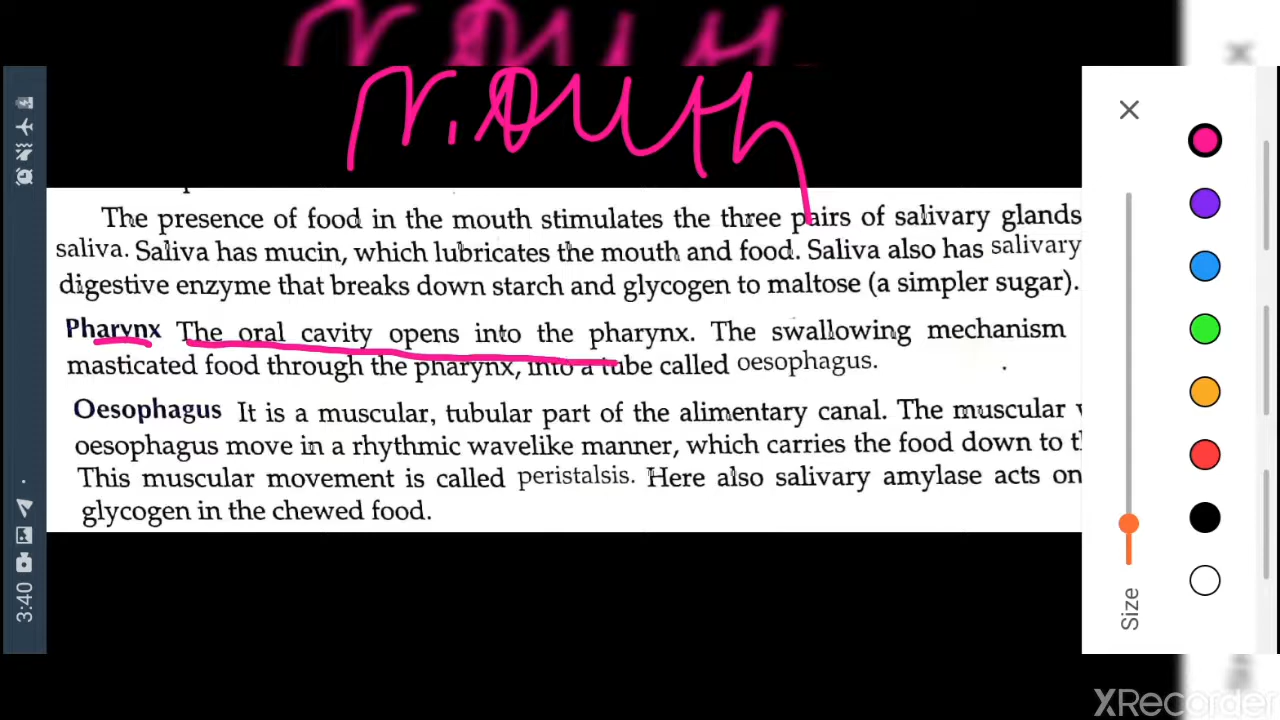 mouth
The presence of food in the mouth stimulates the three pairs of salivary glands
saliva. Saliva has mucin, which lubricates the mouth and food. Saliva also has salivary
digestive enzyme that breaks down starch and glycogen to maltose (a simpler sugar).
Pharynx The oral cavity opens into the pharynx. The swallowing mechanism
masticated food through the pharynx, into a tube called oesophagus.
Oesophagus It is a muscular, tubular part of the alimentary canal. The muscular
oesophagus move in a rhythmic wavelike manner, which carries the food down to
This muscular movement is called peristalsis. Here also salivary amylase acts on
glycogen in the chewed food.
Size
3:40
XRecorder